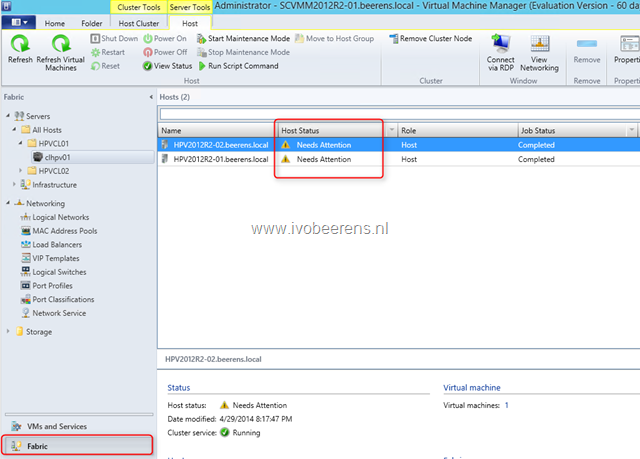 Cluster Tools Server Tools Administrator - SCVMM2012R2-01.beerens.local - Virtual Machine Manager (Evaluation Version - 60 da
Home Folder Host Cluster Host
Refresh
Refresh Virtual Machines
Shut Down Power On Start Maintenance Mode Move to Host Group
Restart Power Off Stop Maintenance Mode
Reset View Status Run Script Command
Remove Cluster Node
Connect via RDP
View Networking
Remove
Properti
Host Cluster Window Remove Properti
Fabric
Servers
All Hosts
HPVCL01
clhpv01
HPVCL02
Infrastructure
Networking
Logical Networks
MAC Address Pools
Load Balancers
VIP Templates
Logical Switches
Port Profiles
Port Classifications
Network Service
Storage
VMs and Services
Fabric
Hosts (2)
Name Host Status Role Job Status
HPV2012R2-02.beerens.local Needs Attention Host Completed
HPV2012R2-01.beerens.local Needs Attention Host Completed
www.ivobeerens.nl
HPV2012R2-02.beerens.local
Status Virtual machine
Host status: Needs Attention Virtual machines: 1
Date modified: 4/29/2014 8:17:47 PM
Cluster service: Running